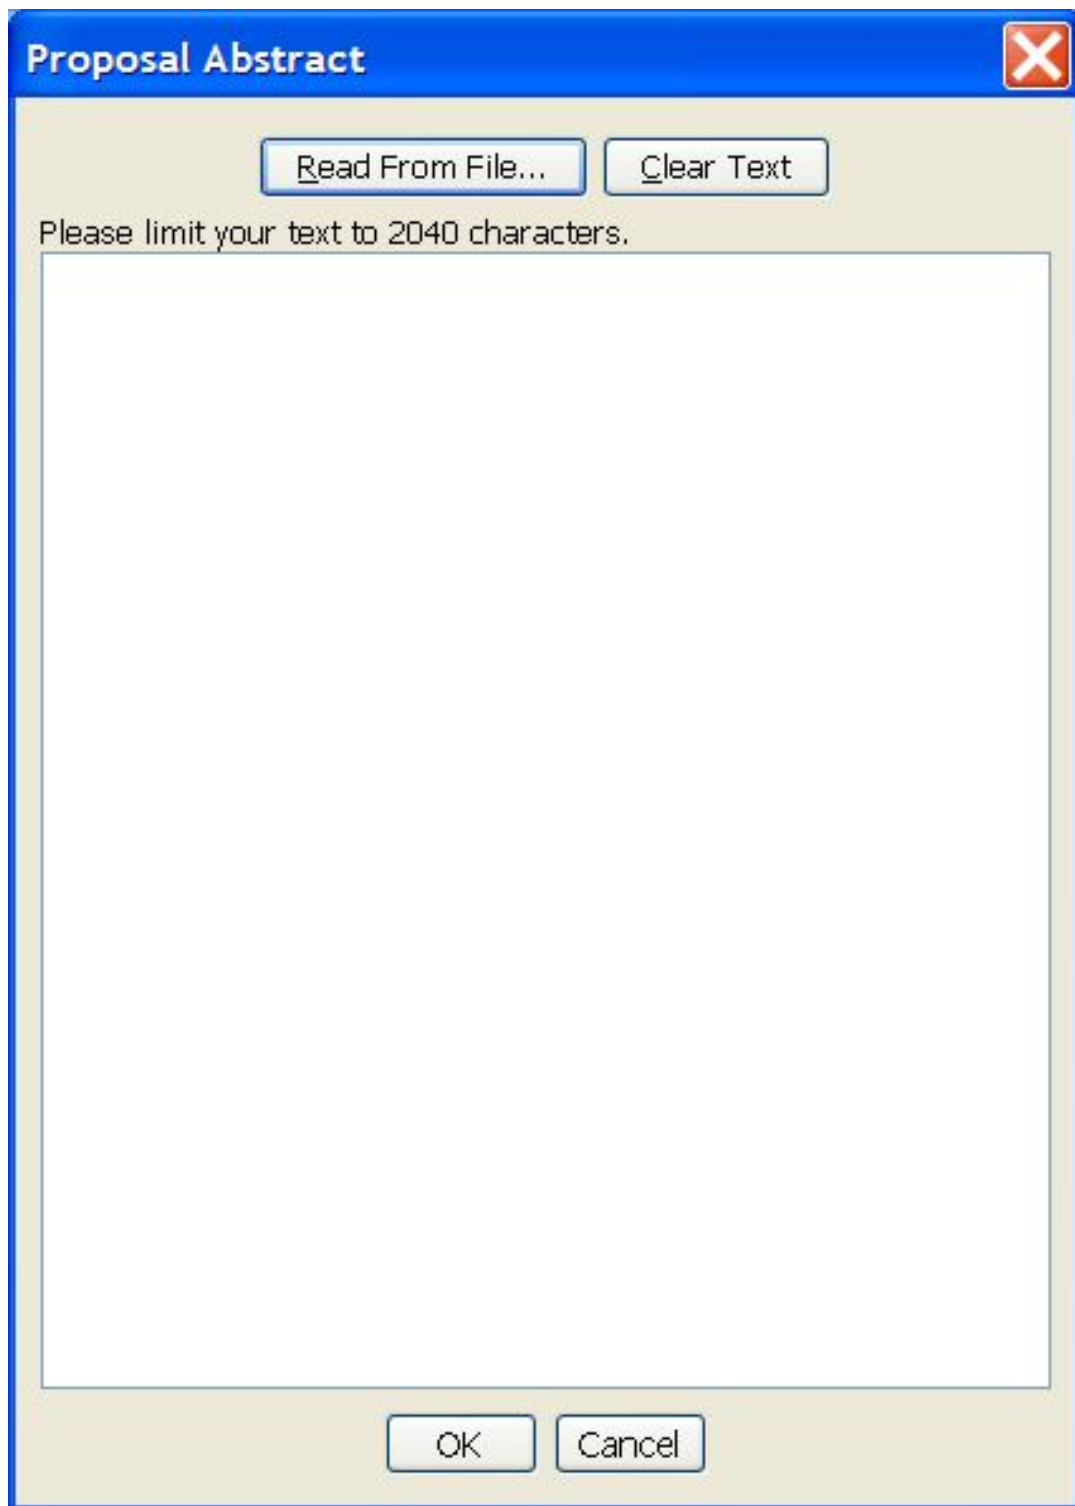 Proposal Abstract
Read From File... Clear Text
Please limit your text to 2040 characters.
OK Cancel